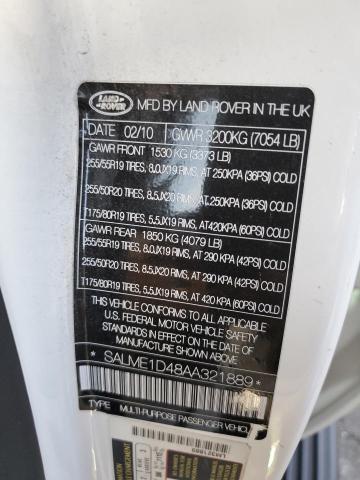 LAND
ROVER
MFD BY LAND ROVER IN THE UK
DATE 02/10 GVWR 3200KG (7054 LB)
GAWR FRONT 1530 KG (3373 LB)
255/55R19 TIRES, 8.0JX19 RIMS, AT 250KPA (36PSI) COLD
255/50R20 TIRES, 8.5JX20 RIMS, AT 250KPA (36PSI) COLD
T175/80R19 TIRES, 5.5JX19 RIMS, AT420KPA (60PSI) COLD
GAWR REAR 1850 KG (4079 LB)
255/55R19 TIRES, 8.0JX19 RIMS, AT 290 KPA (42PSI) COLD
255/50R20 TIRES, 8.5JX20 RIMS, AT 290 KPA (42PSI) COLD
T175/80R19 TIRES, 5.5JX19 RIMS, AT 420 KPA (60PSI) COLD
THIS VEHICLE CONFORMS TO ALL APPLICABLE
U.S. FEDERAL MOTOR VEHICLE SAFETY
STANDARDS IN EFFECT ON THE DATE OF
MANUFACTURE SHOWN ABOVE.
*SALME1D48AA321889*
TYPE MULTI-PURPOSE PASSENGER VEHICLE